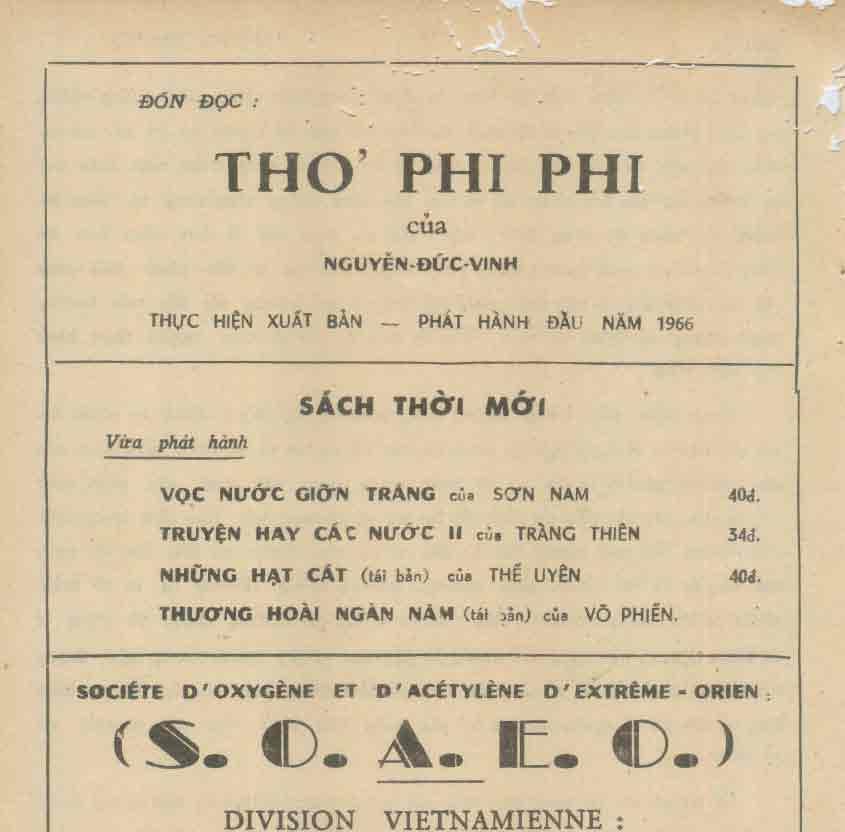 ĐÓN ĐỌC :
THƠ PHI PHI
của
NGUYỄN-ĐỨC-VINH
THỰC HIỆN XUẤT BẢN — PHÁT HÀNH ĐẦU NĂM 1966
SÁCH THỜI MỚI
Vừa phát hành
VỌC NƯỚC GIỠN TRĂNG của SƠN NAM 40đ.
TRUYỆN HAY CÁC NƯỚC II của TRÀNG THIÊN 34đ.
NHỮNG HẠT CÁT (tái bản) của THẾ UYÊN 40đ.
THƯƠNG HOÀI NGÀN NĂM (tái bản) của VÕ PHIẾN.
SOCIÉTE D'OXYGÈNE ET D'ACÉTYLÈNE D'EXTRÊME - ORIEN :
(S. O. A. E. O.)
DIVISION VIETNAMIENNE :